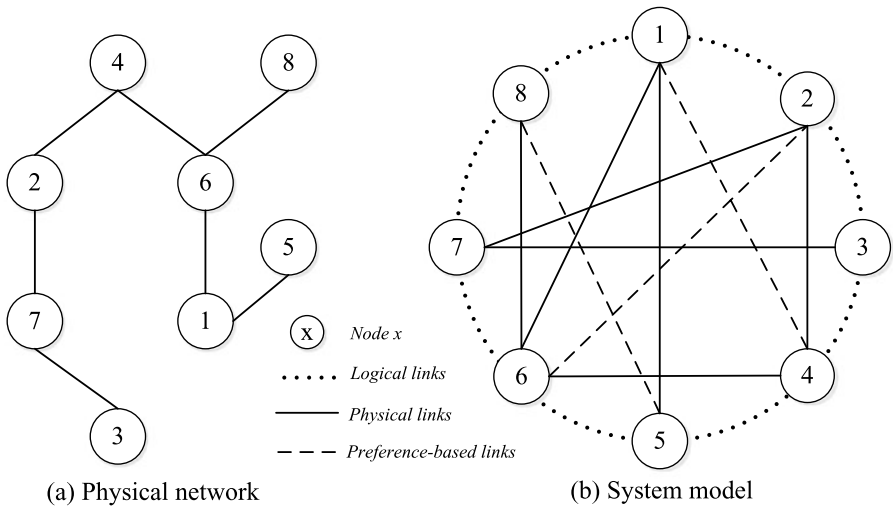 4 8
2 6
5
7 1
3
x Node x
Logical links
Physical links
Preference-based links
(a) Physical network
1
8 2
7 3
6 4
5
(b) System model